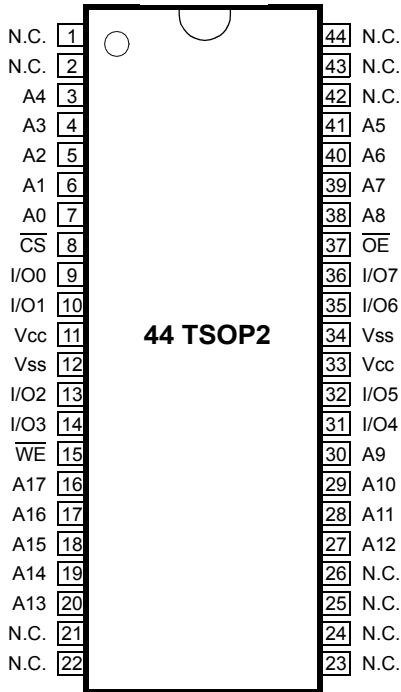 N.C. 1 44 N.C.
N.C. 2 43 N.C.
A4 3 42 N.C.
A3 4 41 A5
A2 5 40 A6
A1 6 39 A7
A0 7 38 A8
C̅S̅ 8 37 O̅E̅
I/O0 9 36 I/O7
I/O1 10 35 I/O6
Vcc 11 44 TSOP2 34 Vss
Vss 12 33 Vcc
I/O2 13 32 I/O5
I/O3 14 31 I/O4
W̅E̅ 15 30 A9
A17 16 29 A10
A16 17 28 A11
A15 18 27 A12
A14 19 26 N.C.
A13 20 25 N.C.
N.C. 21 24 N.C.
N.C. 22 23 N.C.